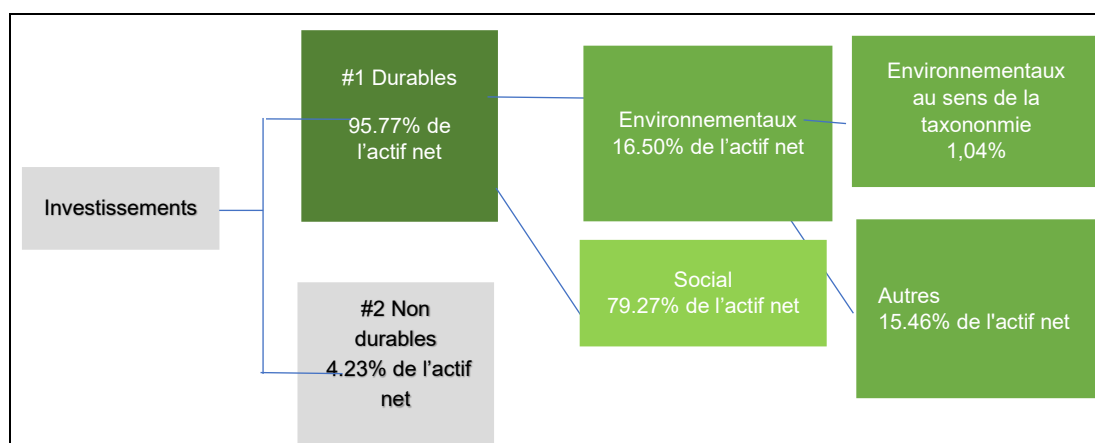 Investissements
#1 Durables
95.77% de
l'actif net
#2 Non
durables
4.23% de l'actif
net
Environnementaux
16.50% de l'actif net
Social
79.27% de l'actif net
Environnementaux
au sens de la
taxononmie
1,04%
Autres
15.46% de l'actif net